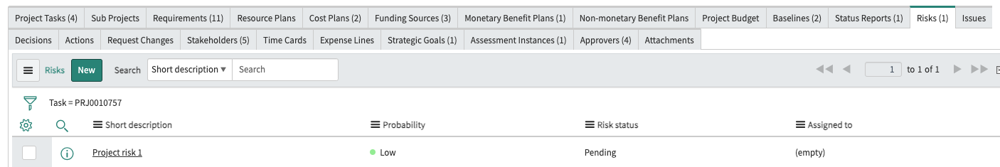 Project Tasks (4) Sub Projects Requirements (11) Resource Plans Cost Plans (2) Funding Sources (3) Monetary Benefit Plans (1) Non-monetary Benefit Plans Project Budget Baselines (2) Status Reports (1) Risks (1) Issues
Decisions Actions Request Changes Stakeholders (5) Time Cards Expense Lines Strategic Goals (1) Assessment Instances (1) Approvers (4) Attachments
Risks New Search Short description Search 1 to 1 of 1
Task = PRJ0010757
Short description Probability Risk status Assigned to
Project risk 1 Low Pending (empty)